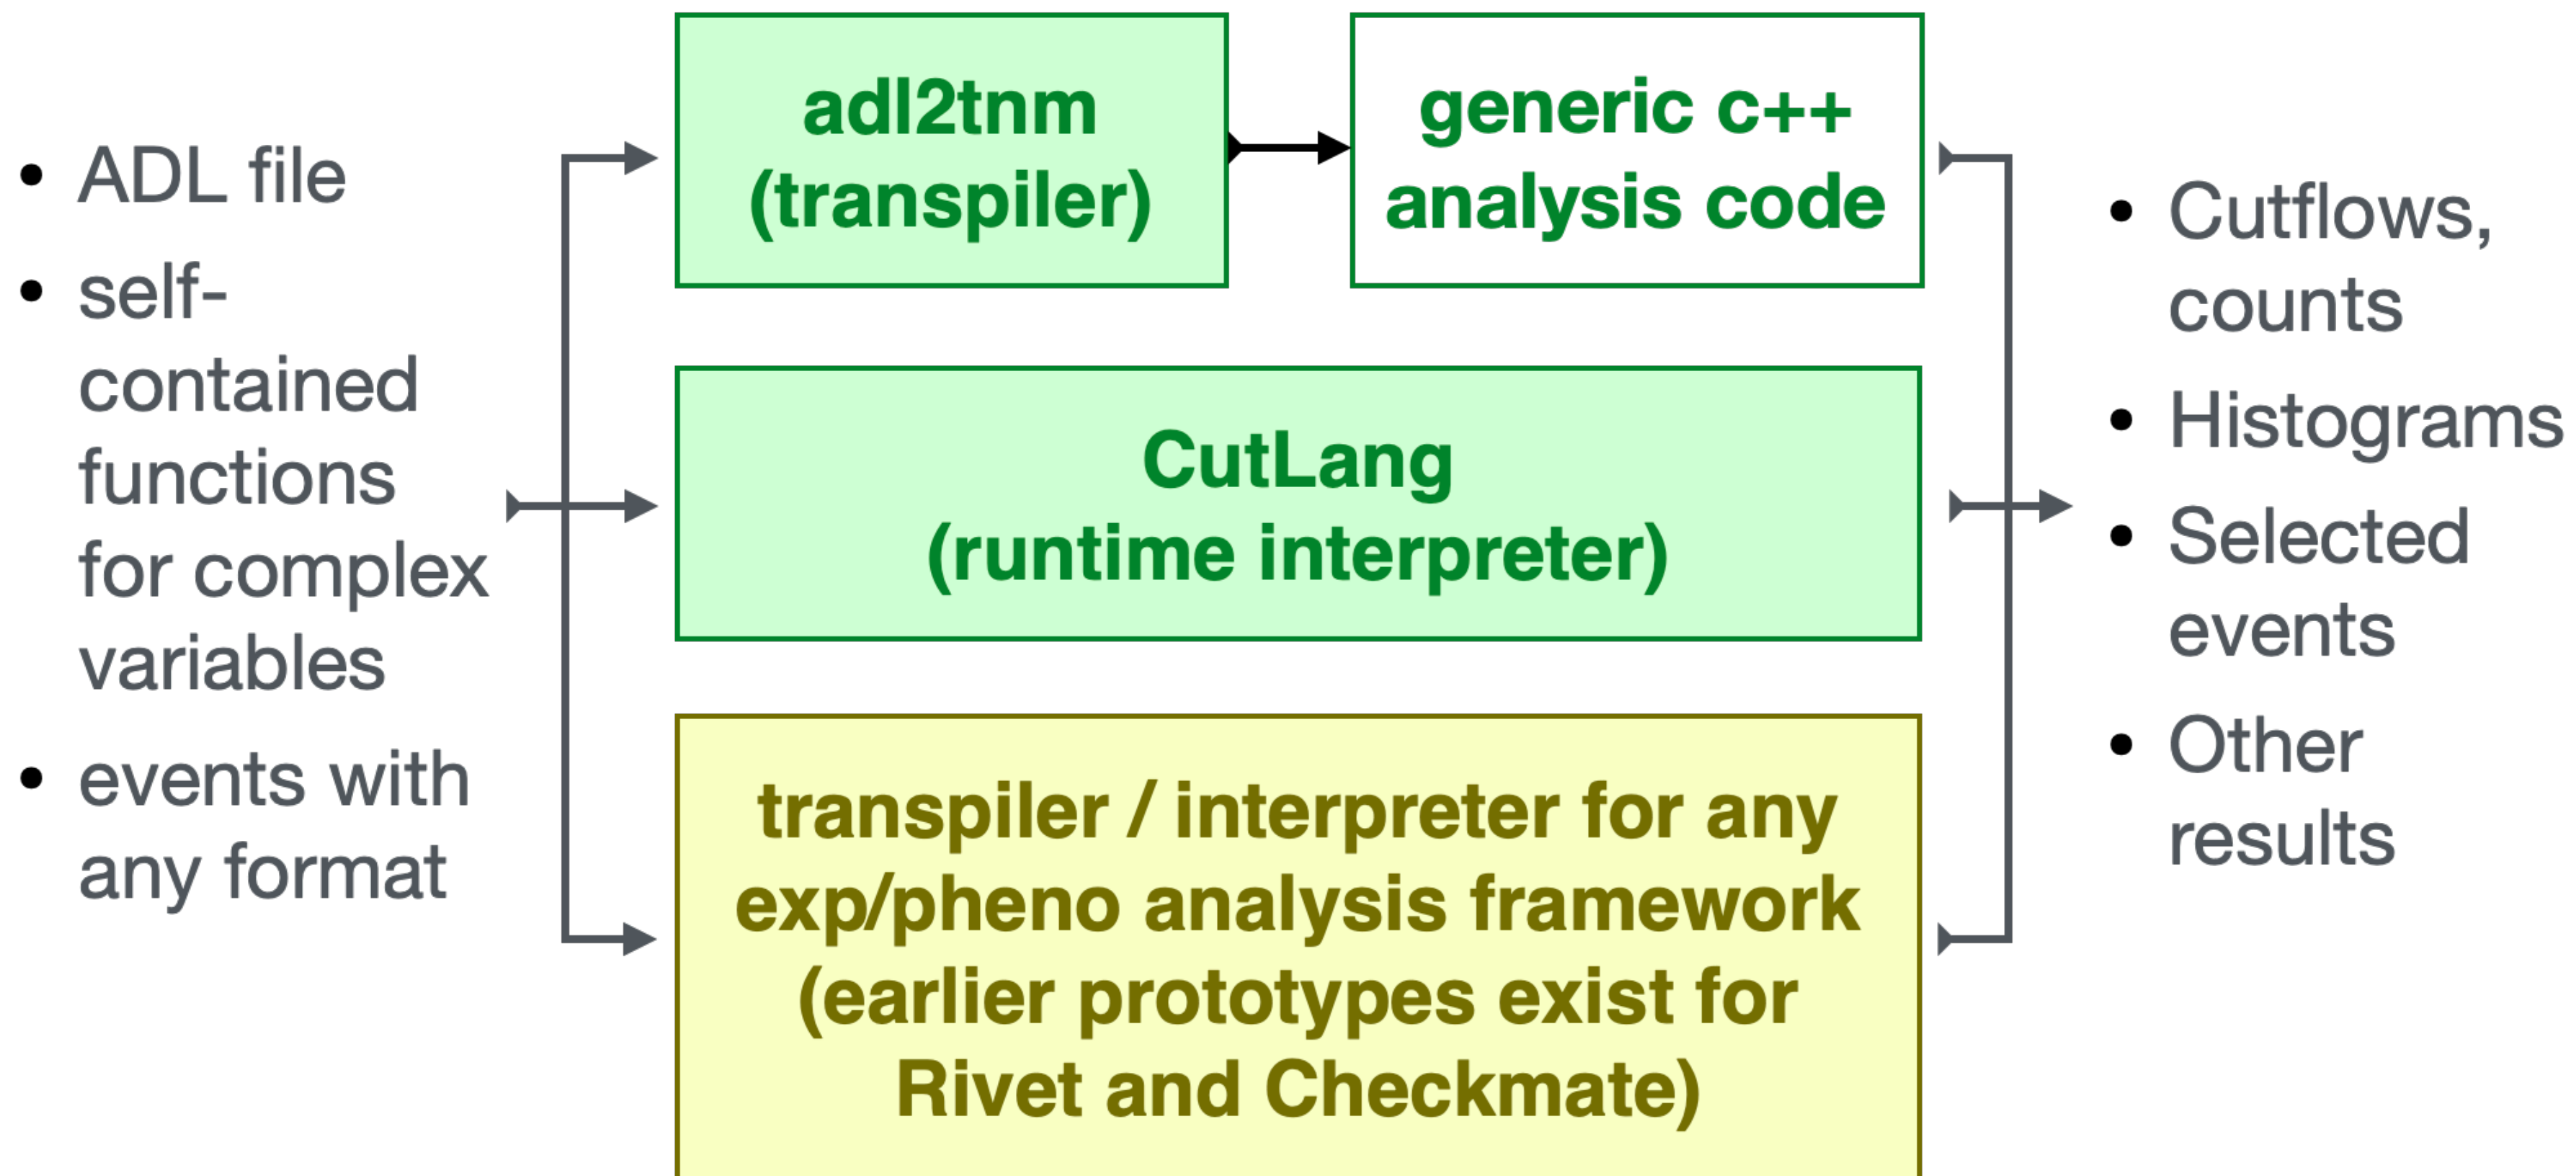 • ADL file
• self-
contained
functions
for complex
variables
• events with
any format
adl2tnm
(transpiler)
generic c++
analysis code
CutLang
(runtime interpreter)
transpiler / interpreter for any
exp/pheno analysis framework
(earlier prototypes exist for
Rivet and Checkmate)
• Cutflows,
counts
• Histograms
• Selected
events
• Other
results